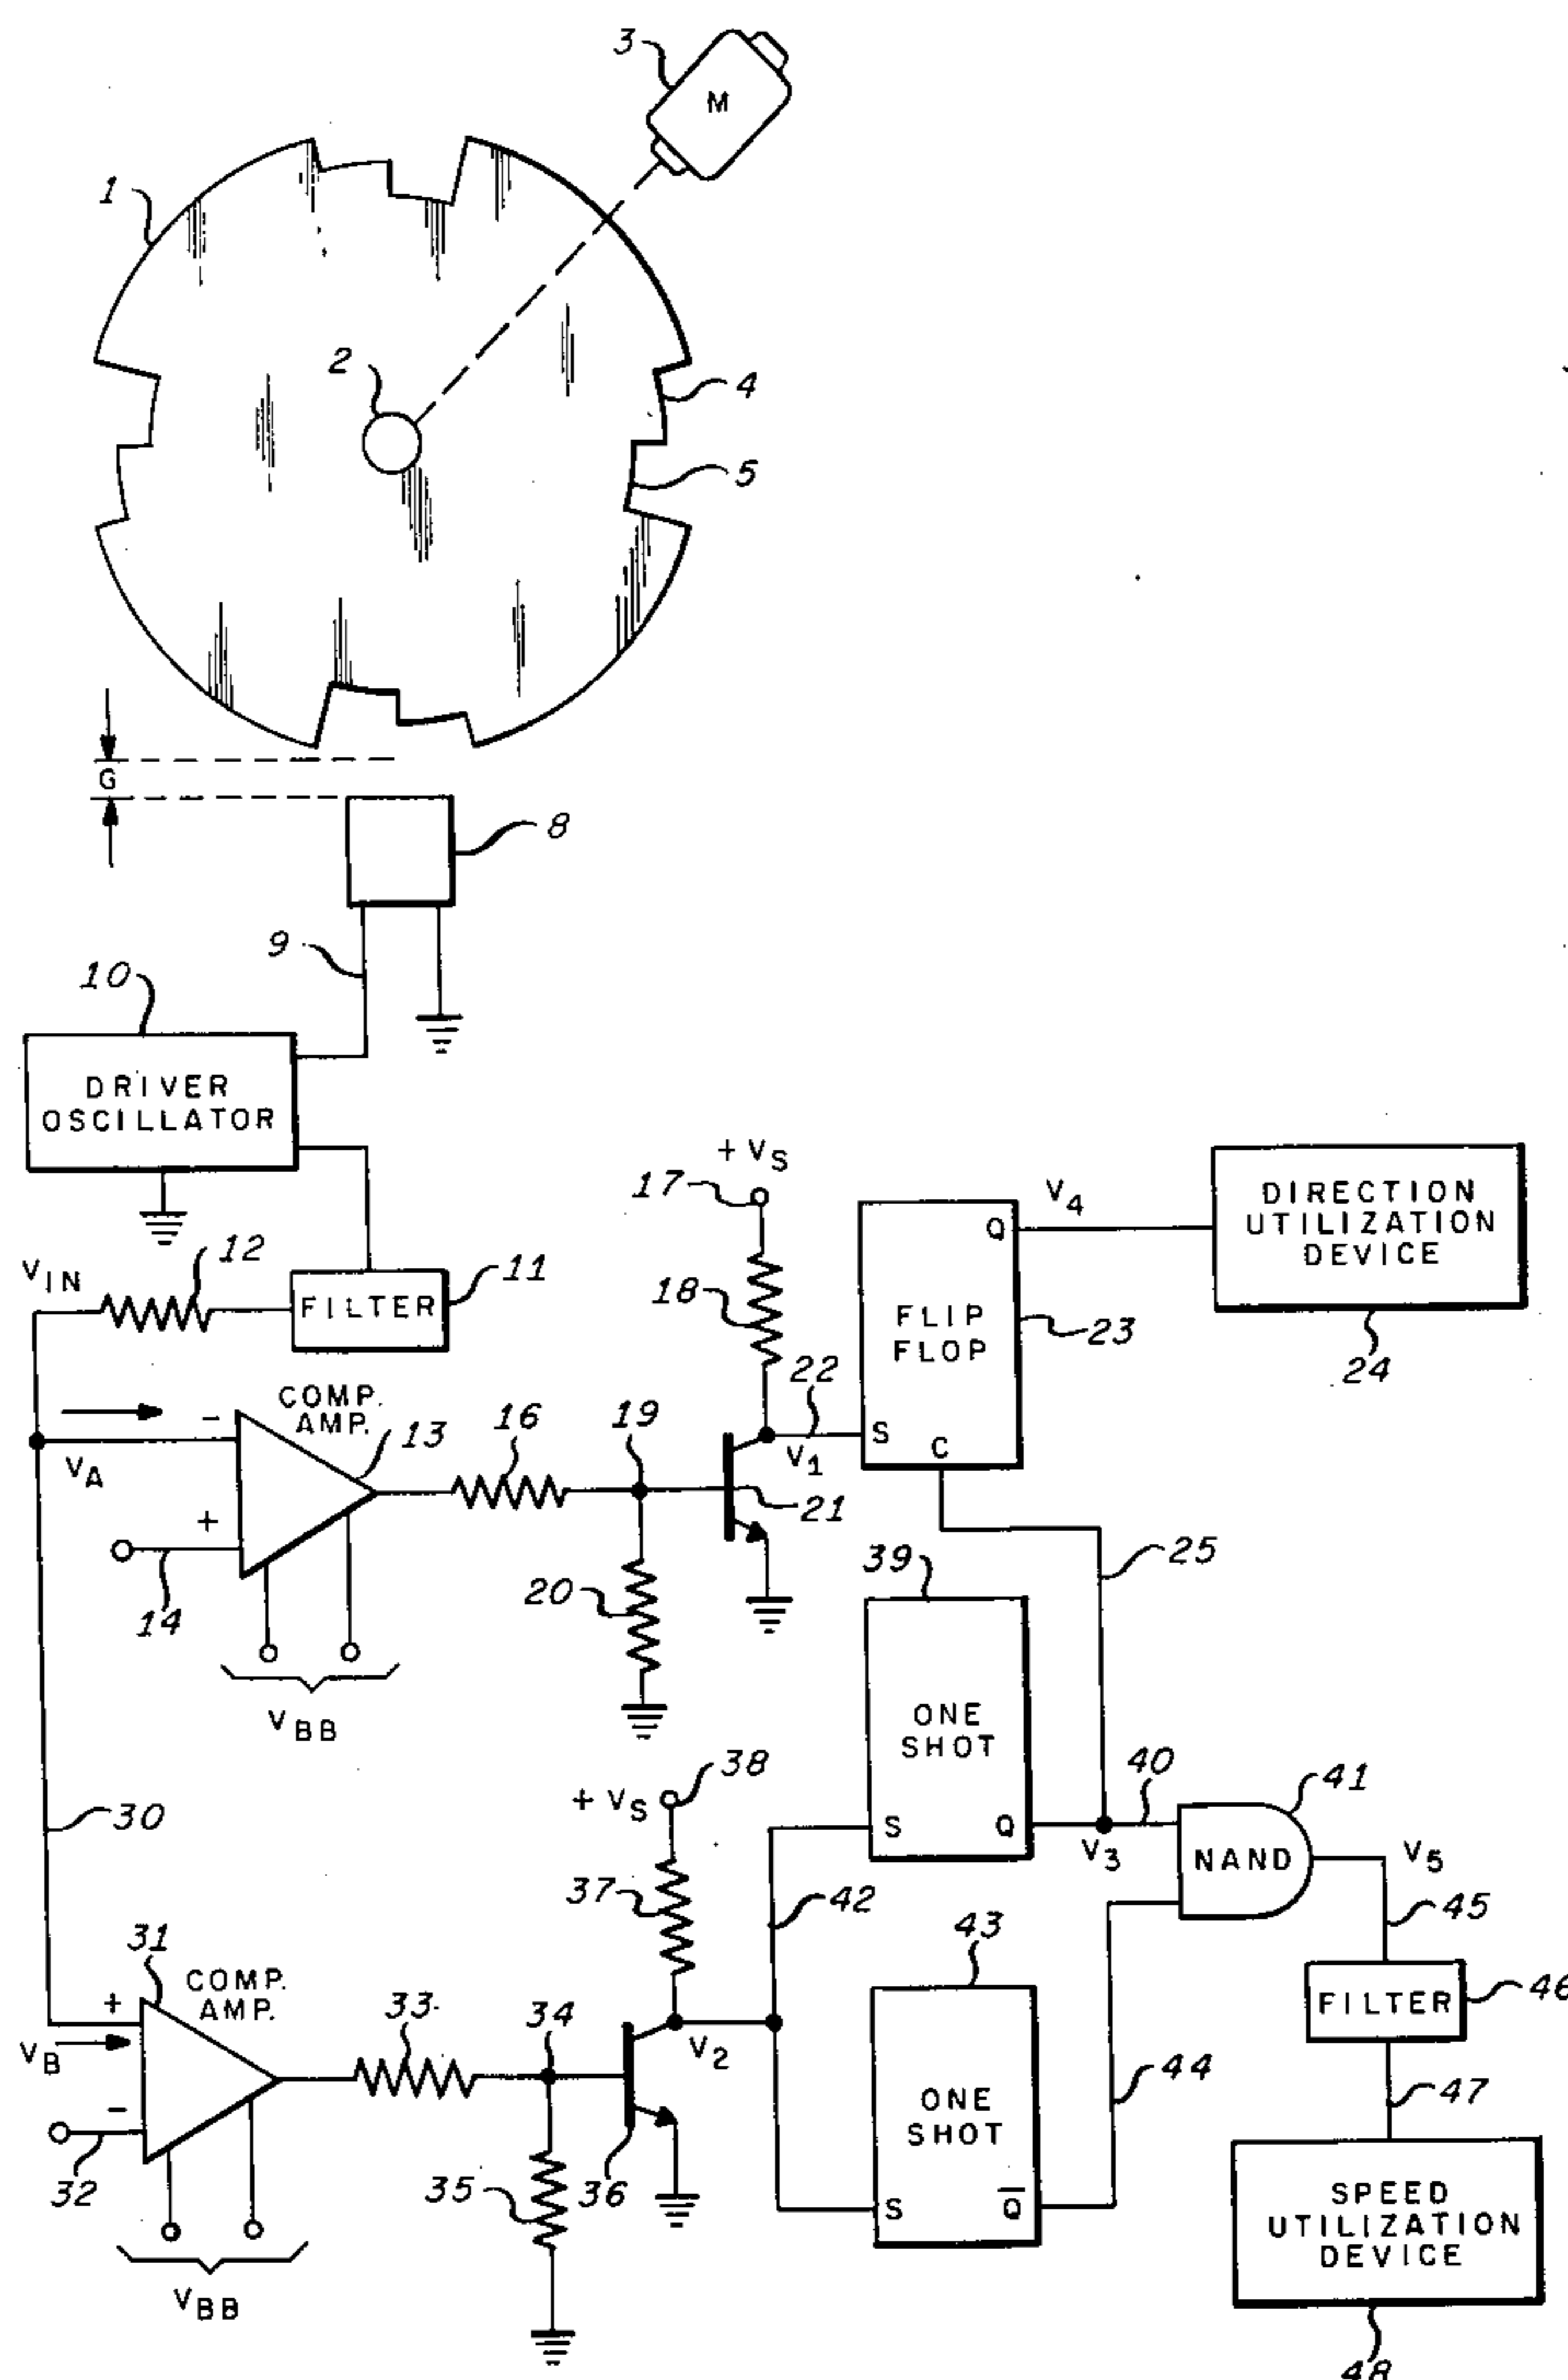 3
M
1
2
4
5
G
8
9
10
DRIVER
OSCILLATOR
+ VS
17
V4
DIRECTION
UTILIZATION
DEVICE
24
Q
VIN
12
FILTER
11
18
FLIP
FLOP
23
22
COMP.
AMP.
13
16
19
V1
S
C
21
VA
-
+
14
20
VBB
39
25
ONE
SHOT
S
Q
40
41
V3
NAND
V5
45
30
38
+ VS
37
42
31
COMP.
AMP.
+
33
34
V2
43
FILTER
46
VB
-
32
35
36
ONE
SHOT
44
47
S
Q̅
VBB
SPEED
UTILIZATION
DEVICE
48